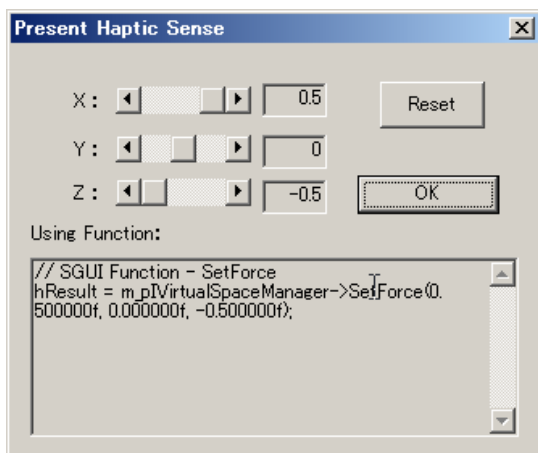 Present Haptic Sense
X: 0.5 Reset
Y: 0
Z: -0.5 OK
Using Function:
// SGUI Function - SetForce
hResult = m_pIVirtualSpaceManager->SetForce(0.
500000f, 0.000000f, -0.500000f);